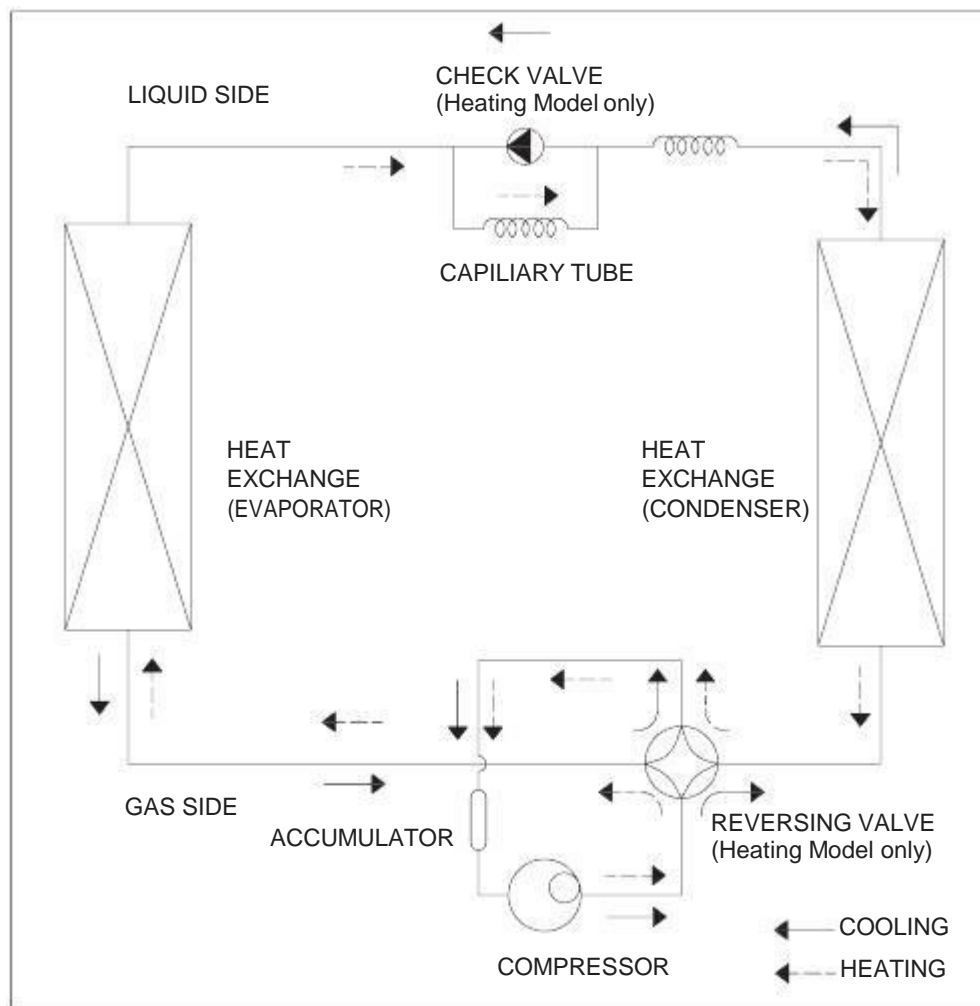 LIQUID SIDE
CHECK VALVE
(Heating Model only)
CAPILIARY TUBE
HEAT
EXCHANGE
(EVAPORATOR)
HEAT
EXCHANGE
(CONDENSER)
GAS SIDE
ACCUMULATOR
REVERSING VALVE
(Heating Model only)
COMPRESSOR
COOLING
HEATING